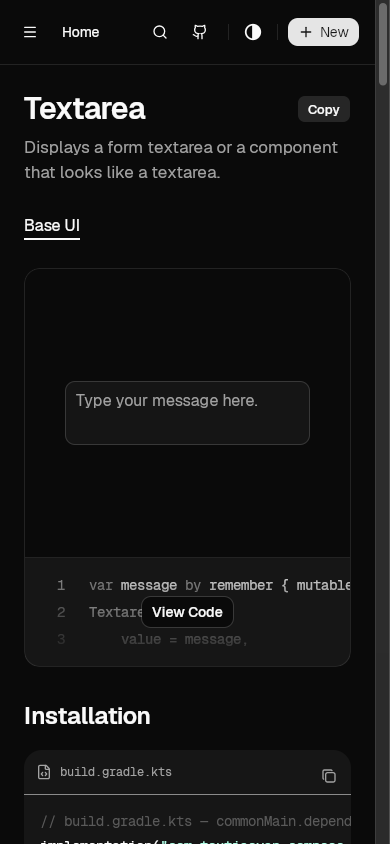 Home
New
Textarea
Copy
Displays a form textarea or a component
that looks like a textarea.
Base UI
Type your message here.
1 var message by remember { mutable
2 Textare
View Code
3 value = message,
Installation
build.gradle.kts
// build.gradle.kts — commonMain.depend